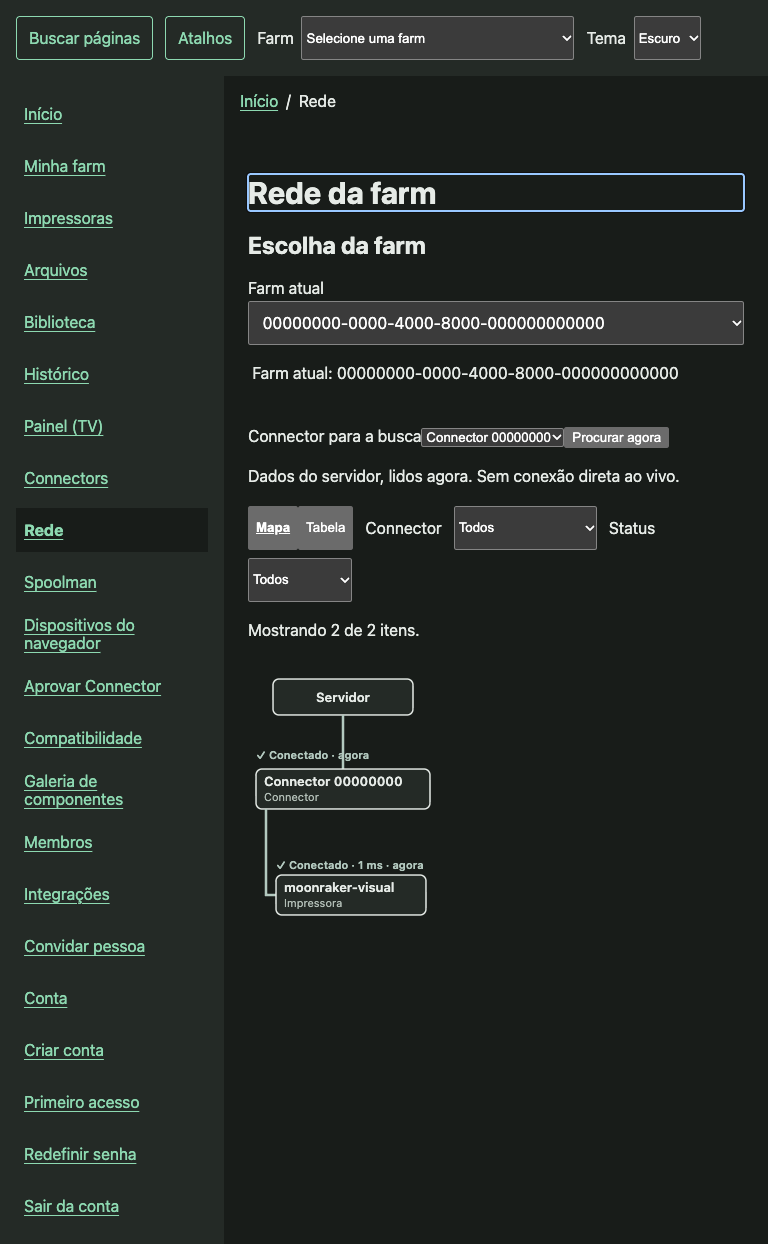 Buscar páginas
Atalhos
Farm
Selecione uma farm
Tema
Escuro
Início
Minha farm
Impressoras
Arquivos
Biblioteca
Histórico
Painel (TV)
Connectors
Rede
Spoolman
Dispositivos do
navegador
Aprovar Connector
Compatibilidade
Galeria de
componentes
Membros
Integrações
Convidar pessoa
Conta
Criar conta
Primeiro acesso
Redefinir senha
Sair da conta
Início / Rede
Rede da farm
Escolha da farm
Farm atual
00000000-0000-4000-8000-000000000000
Farm atual: 00000000-0000-4000-8000-000000000000
Connector para a busca
Connector 00000000
Procurar agora
Dados do servidor, lidos agora. Sem conexão direta ao vivo.
Mapa
Tabela
Connector
Todos
Status
Todos
Mostrando 2 de 2 itens.
Servidor
✓ Conectado · agora
Connector 00000000
Connector
✓ Conectado · 1 ms · agora
moonraker-visual
Impressora